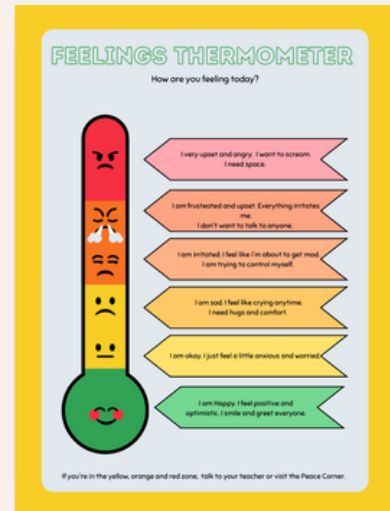 FEELINGS THERMOMETER
How are you feeling today?
I very upset and angry. I want to scream.
I need space.
I am frusteated and upset. Everything irritates
me.
I don't want to talk to anyone.
I am irritated. I feel like i'm about to get mad.
I am trying to control myself.
I am sad. I feel like crying anytime.
I need hugs and comfort.
I am okay. I just feel a little anxious and worried.
I am Happy. I feel positive and
optimistic, I smile and greet everyone.
If you're in the yellow, orange and red zone, talk to your teacher or visit the Peace Corner.